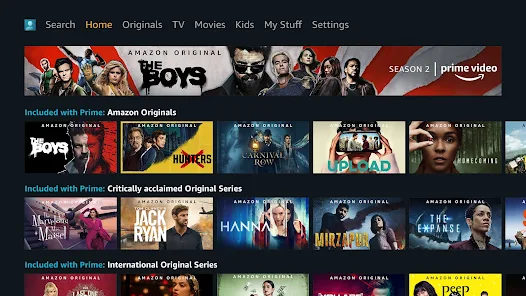 Search Home Originals TV Movies Kids My Stuff Settings
AMAZON ORIGINAL
THE BOYS
SEASON 2 | prime video
Included with Prime: Amazon Originals
AMAZON ORIGINAL AMAZON ORIGINAL AMAZON ORIGINAL AMAZON ORIGINAL AMAZON ORIGINAL
THE BOYS HUNTERS CARNIVAL ROW UPLOAD HOMECOMING
Included with Prime: Critically acclaimed Original Series
AMAZON ORIGINAL AMAZON ORIGINAL AMAZON ORIGINAL AMAZON ORIGINAL AMAZON ORIGINAL
The Marvelous Mrs. Maisel JACK RYAN HANNA MIRZAPUR THE EXPANSE
Included with Prime: International Original Series
AMAZON ORIGINAL AMAZON ORIGINAL AMAZON ORIGINAL AMAZON ORIGINAL AMAZON ORIGINAL
PEEP